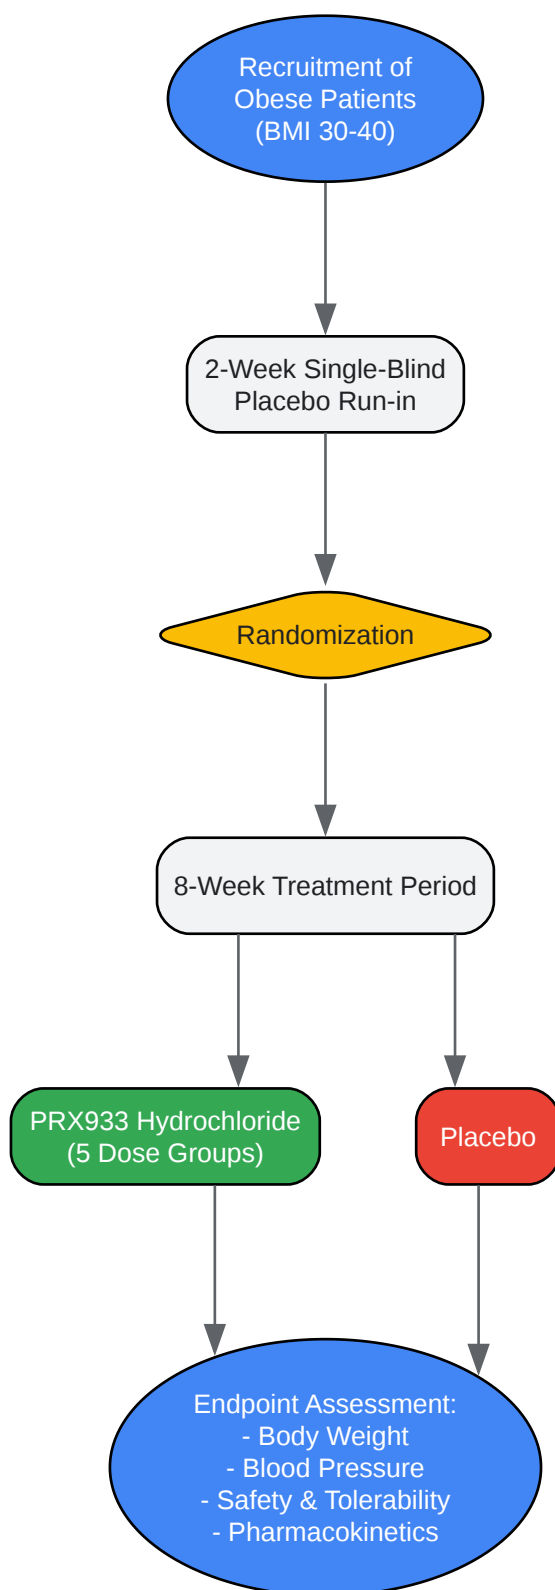 Recruitment of
Obese Patients
(BMI 30-40)
2-Week Single-Blind
Placebo Run-in
Randomization
8-Week Treatment Period
PRX933 Hydrochloride
(5 Dose Groups)
Placebo
Endpoint Assessment:
- Body Weight
- Blood Pressure
- Safety & Tolerability
- Pharmacokinetics